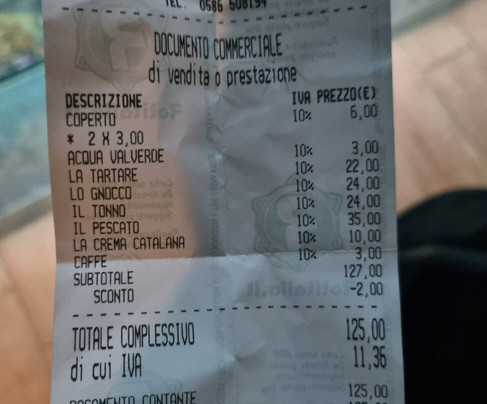 TEL. 0586 508194
DOCUMENTO COMMERCIALE
di vendita o prestazione
DESCRIZIONE IVA PREZZO(€)
COPERTO 10% 6,00
* 2 X 3,00
ACQUA VALVERDE 10% 3,00
LA TARTARE 10% 22,00
LO GNOCCO 10% 24,00
IL TONNO 10% 24,00
IL PESCATO 10% 35,00
LA CREMA CATALANA 10% 10,00
CAFFE 10% 3,00
SUBTOTALE 127,00
SCONTO -2,00
TOTALE COMPLESSIVO 125,00
di cui IVA 11,36
PAGAMENTO CONTANTE 125,00